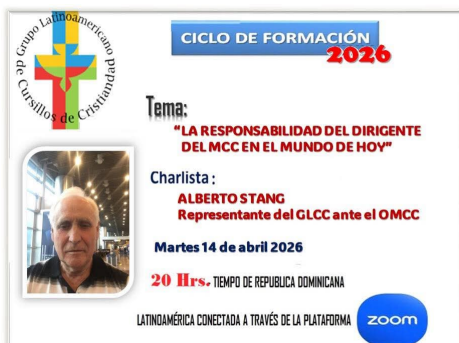 Grupo Latinoamericano de Cursillos de Cristiandad
CICLO DE FORMACIÓN
2026
Tema:
“LA RESPONSABILIDAD DEL DIRIGENTE
DEL MCC EN EL MUNDO DE HOY”
Charlista :
ALBERTO STANG
Representante del GLCC ante el OMCC
Martes 14 de abril 2026
20 Hrs. TIEMPO DE REPUBLICA DOMINICANA
LATINOAMÉRICA CONECTADA A TRAVÉS DE LA PLATAFORMA
zoom